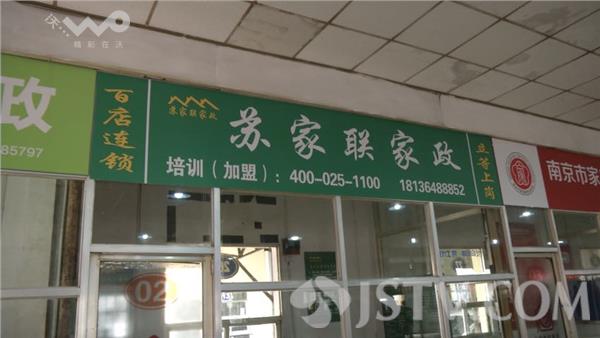 沃
精彩在沃
政
85797
百店连锁
苏家联家政
苏家联家政
培训(加盟):400-025-1100 18136488852
立等上岗
南京市家
02
JSTV.COM